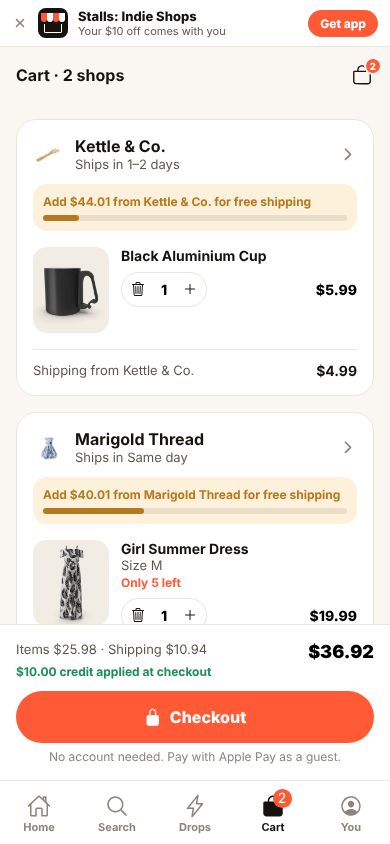 Stalls: Indie Shops
Your $10 off comes with you
Get app
Cart · 2 shops
2
Kettle & Co.
Ships in 1–2 days
Add $44.01 from Kettle & Co. for free shipping
Black Aluminium Cup
1
$5.99
Shipping from Kettle & Co.
$4.99
Marigold Thread
Ships in Same day
Add $40.01 from Marigold Thread for free shipping
Girl Summer Dress
Size M
Only 5 left
1
$19.99
Items $25.98 · Shipping $10.94
$36.92
$10.00 credit applied at checkout
Checkout
No account needed. Pay with Apple Pay as a guest.
2
Home
Search
Drops
Cart
You